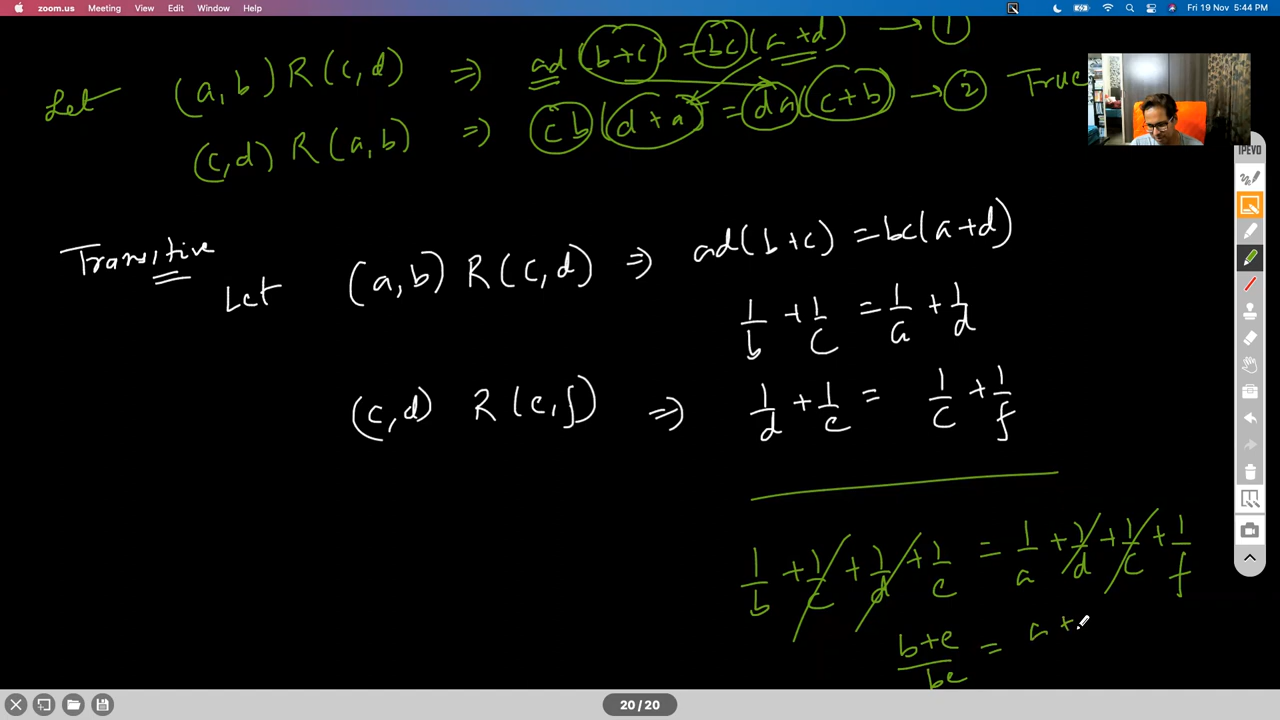 zoom.us Meeting View Edit Window Help Fri 19 Nov 5:44 PM
Let (a,b) R (c,d) ⇒ ad (b+c) = bc (a+d) → ①
(c,d) R (a,b) ⇒ cb (d+a) = da (c+b) → ② True
IPEVO
Transitive
Let (a,b) R (c,d) ⇒ ad(b+c) = bc(a+d)
1/b + 1/c = 1/a + 1/d
(c,d) R (e,f) ⇒ 1/d + 1/e = 1/c + 1/f
1/b + 1/c + 1/d + 1/e = 1/a + 1/d + 1/c + 1/f
b+e/be = a +
20 / 20